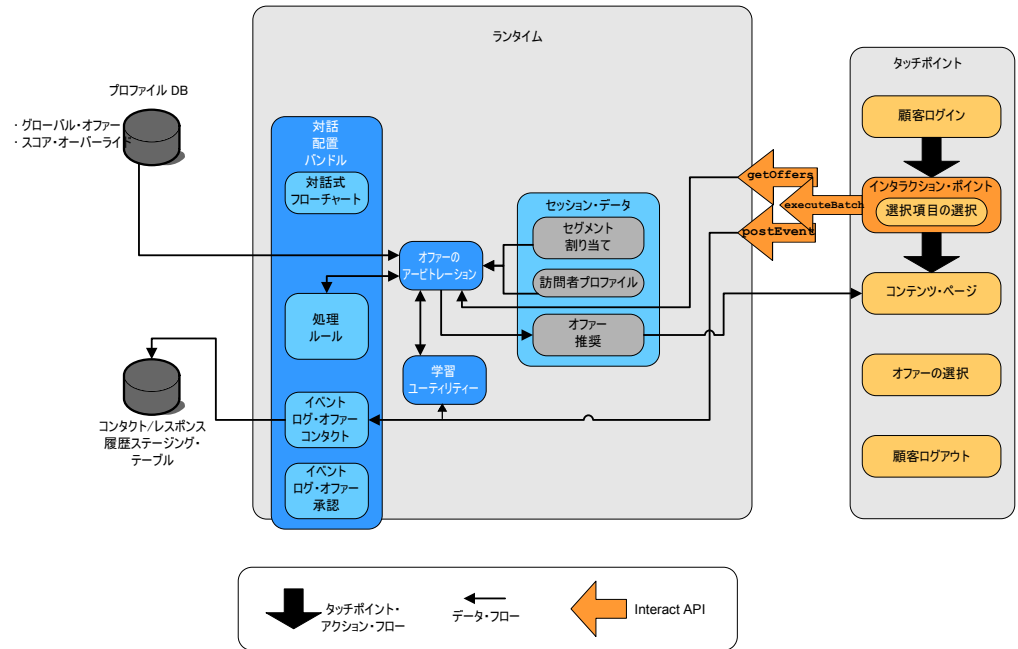 ランタイム
タッチポイント
プロファイル DB
・グローバル・オファー
・スコア・オーバーライド
対話
配置
バンドル
対話式
フローチャート
処理
ルール
イベント
ログ・オファー
コンタクト
イベント
ログ・オファー
承認
オファーの
アービトレーション
学習
ユーティリティー
セッション・データ
セグメント
割り当て
訪問者プロファイル
オファー
推奨
getOffers
executeBatch
postEvent
顧客ログイン
インタラクション・ポイント
選択項目の選択
コンテンツ・ページ
オファーの選択
顧客ログアウト
コンタクト/レスポンス
履歴ステージング・
テーブル
タッチポイント・
アクション・フロー
データ・フロー
Interact API